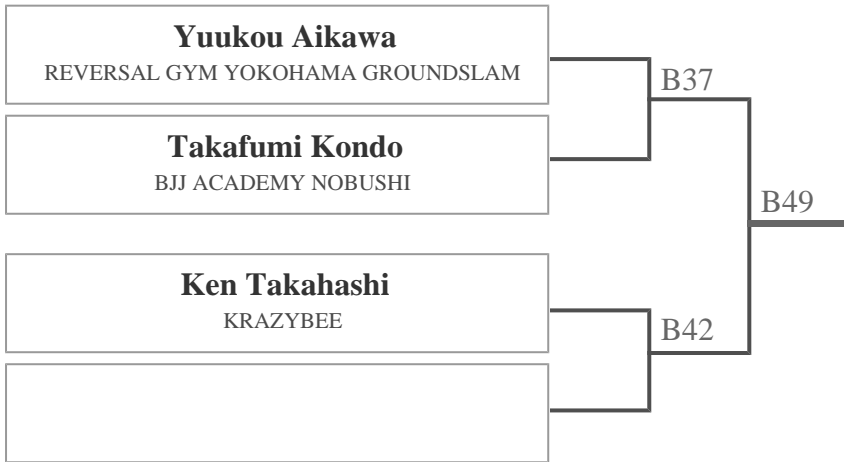 Yuukou Aikawa
REVERSAL GYM YOKOHAMA GROUNDSLAM
B37
Takafumi Kondo
BJJ ACADEMY NOBUSHI
B49
Ken Takahashi
KRAZYBEE
B42